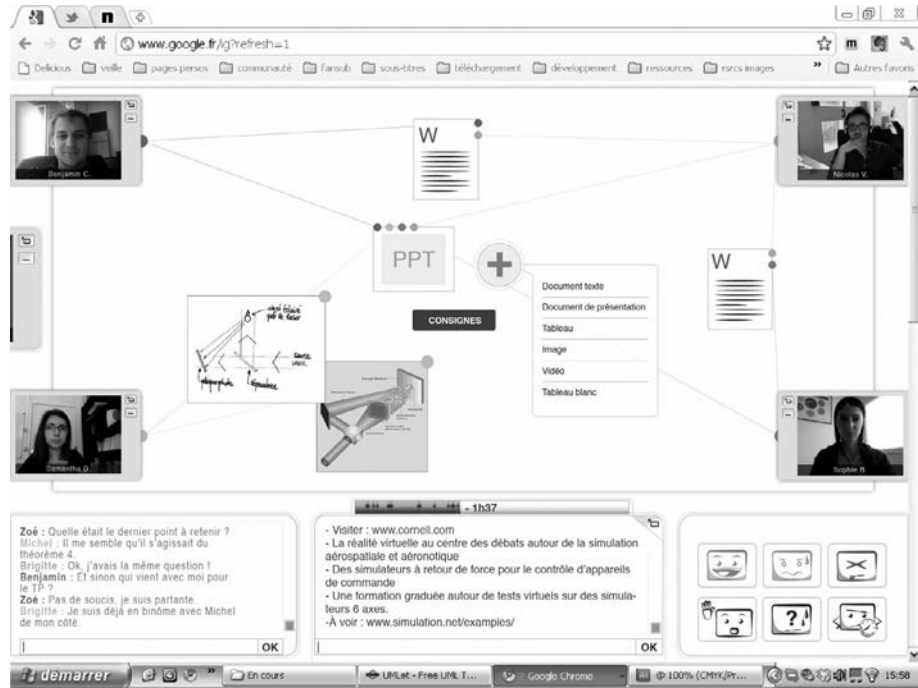 www.google.fr/ig?refresh=1
Delicious veille pages persos communauté fansub sous-titres téléchargement développement ressources rsrcs images » Autres favoris
Benjamin C.
Nicolas V.
W
PPT
W
Document texte
Document de présentation
Tableau
Image
Vidéo
Tableau blanc
CONSIGNES
Samantha D.
Sophie B.
- 1h37
Zoé : Quelle était le dernier point à retenir ?
Michel : Il me semble qu'il s'agissait du
théorème 4.
Brigitte : Ok, j'avais la même question !
Benjamin : Et sinon qui vient avec moi pour
le TP ?
Zoé : Pas de soucis, je suis partante.
Brigitte : Je suis déjà en binôme avec Michel
de mon côté.
OK
- Visiter : www.cornell.com
- La réalité virtuelle au centre des débats autour de la simulation
aérospatiale et aéronotique
- Des simulateurs à retour de force pour le contrôle d'appareils
de commande
- Une formation graduée autour de tests virtuels sur des simula-
teurs 6 axes.
-À voir : www.simulation.net/examples/
OK
démarrer » En cours UMLet - Free UML T... Google Chrome @ 100% (CMYK/Pr... 15:58